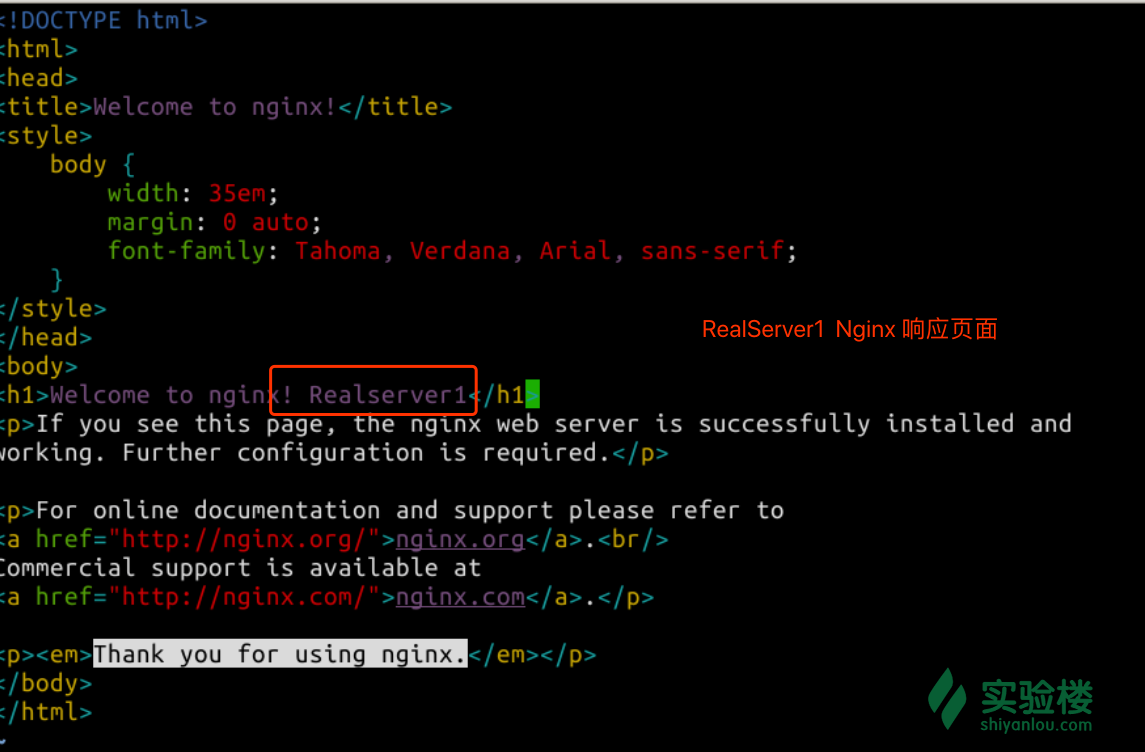 <!DOCTYPE html>
<html>
<head>
<title>Welcome to nginx!</title>
<style>
    body {
        width: 35em;
        margin: 0 auto;
        font-family: Tahoma, Verdana, Arial, sans-serif;
    }
</style>
</head>
RealServer1 Nginx 响应页面
<body>
<h1>Welcome to nginx! Realserver1</h1>
<p>If you see this page, the nginx web server is successfully installed and
working. Further configuration is required.</p>
<p>For online documentation and support please refer to
<a href="http://nginx.org/">nginx.org</a>.<br/>
Commercial support is available at
<a href="http://nginx.com/">nginx.com</a>.</p>
<p><em>Thank you for using nginx.</em></p>
</body>
</html>
~
实验楼
shiyanlou.com